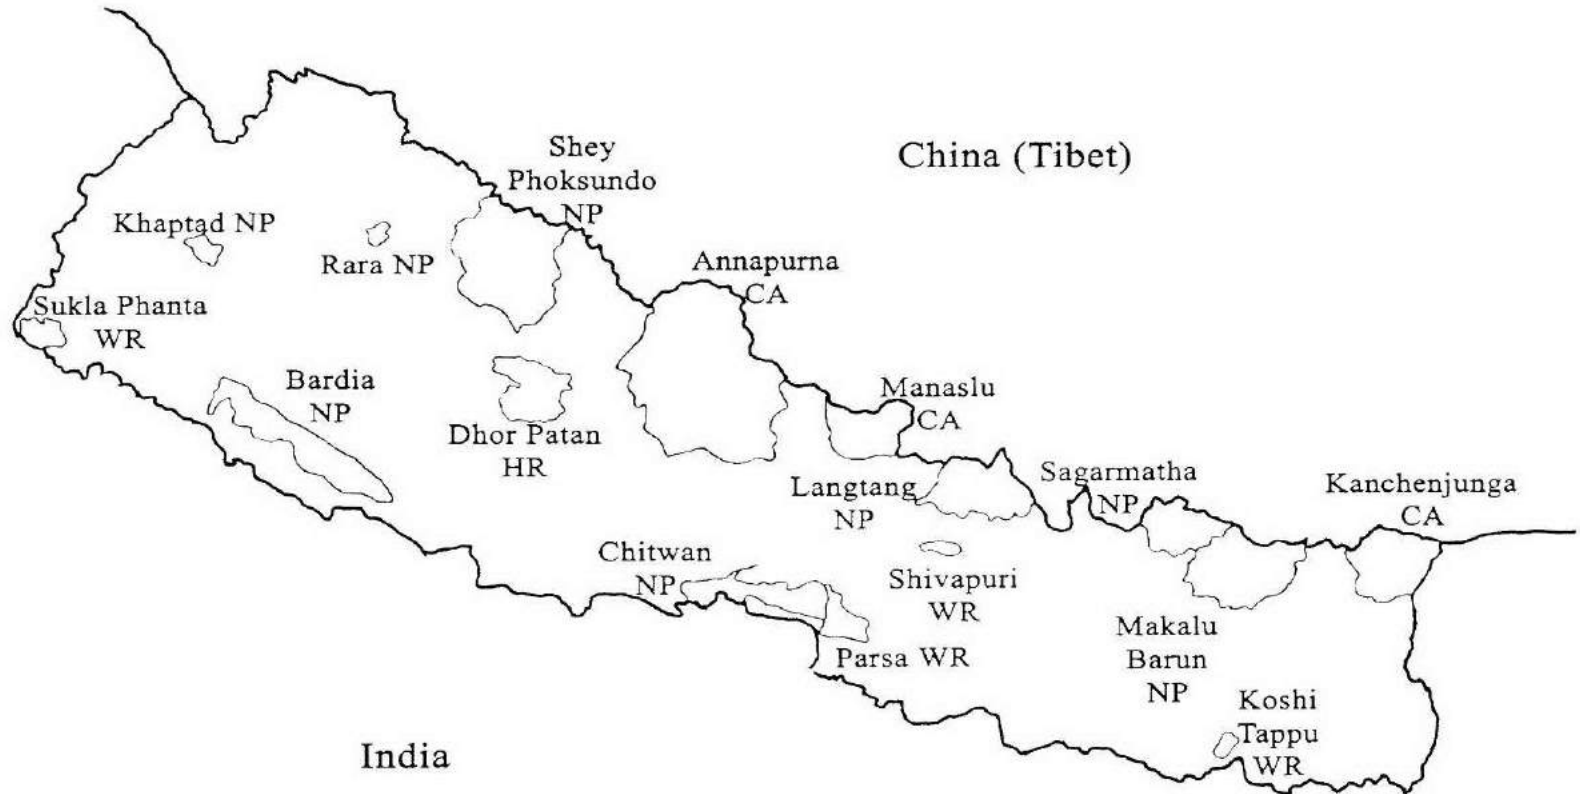 China (Tibet)
Shey
Phoksundo
NP
Khaptad NP
Rara NP
Annapurna
CA
Sukla Phanta
WR
Bardia
NP
Manaslu
CA
Dhor Patan
HR
Langtang
NP
Sagarmatha
NP
Kanchenjunga
CA
Chitwan
NP
Shivapuri
WR
Parsa WR
Makalu
Barun
NP
Koshi
Tappu
WR
India